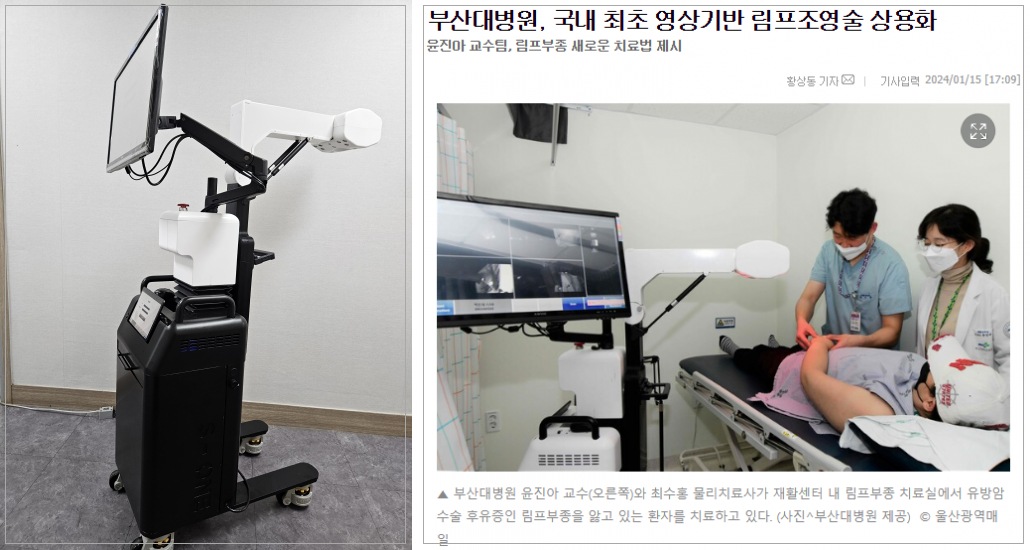 부산대병원, 국내 최초 영상기반 림프조영술 상용화
윤진아 교수팀, 림프부종 새로운 치료법 제시
황상동 기자 | 기사입력 2024/01/15 [17:09]
▲ 부산대병원 윤진아 교수(오른쪽)와 최수홍 물리치료사가 재활센터 내 림프부종 치료실에서 유방암
수술 후유증인 림프부종을 앓고 있는 환자를 치료하고 있다. (사진^부산대병원 제공) © 울산광역매
일